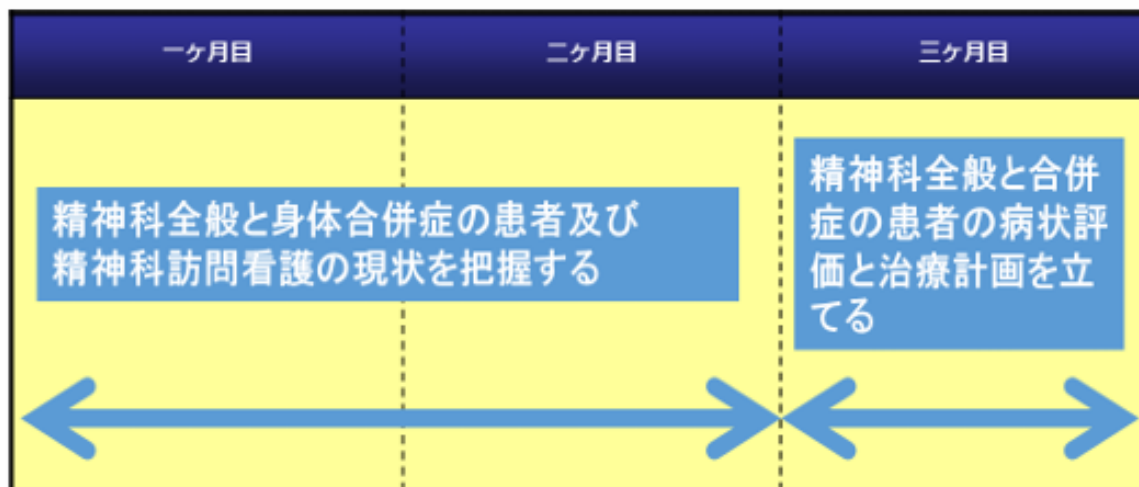 一ヶ月目
二ヶ月目
三ヶ月目
精神科全般と身体合併症の患者及び
精神科訪問看護の現状を把握する
精神科全般と合併
症の患者の病状評
価と治療計画を立
てる